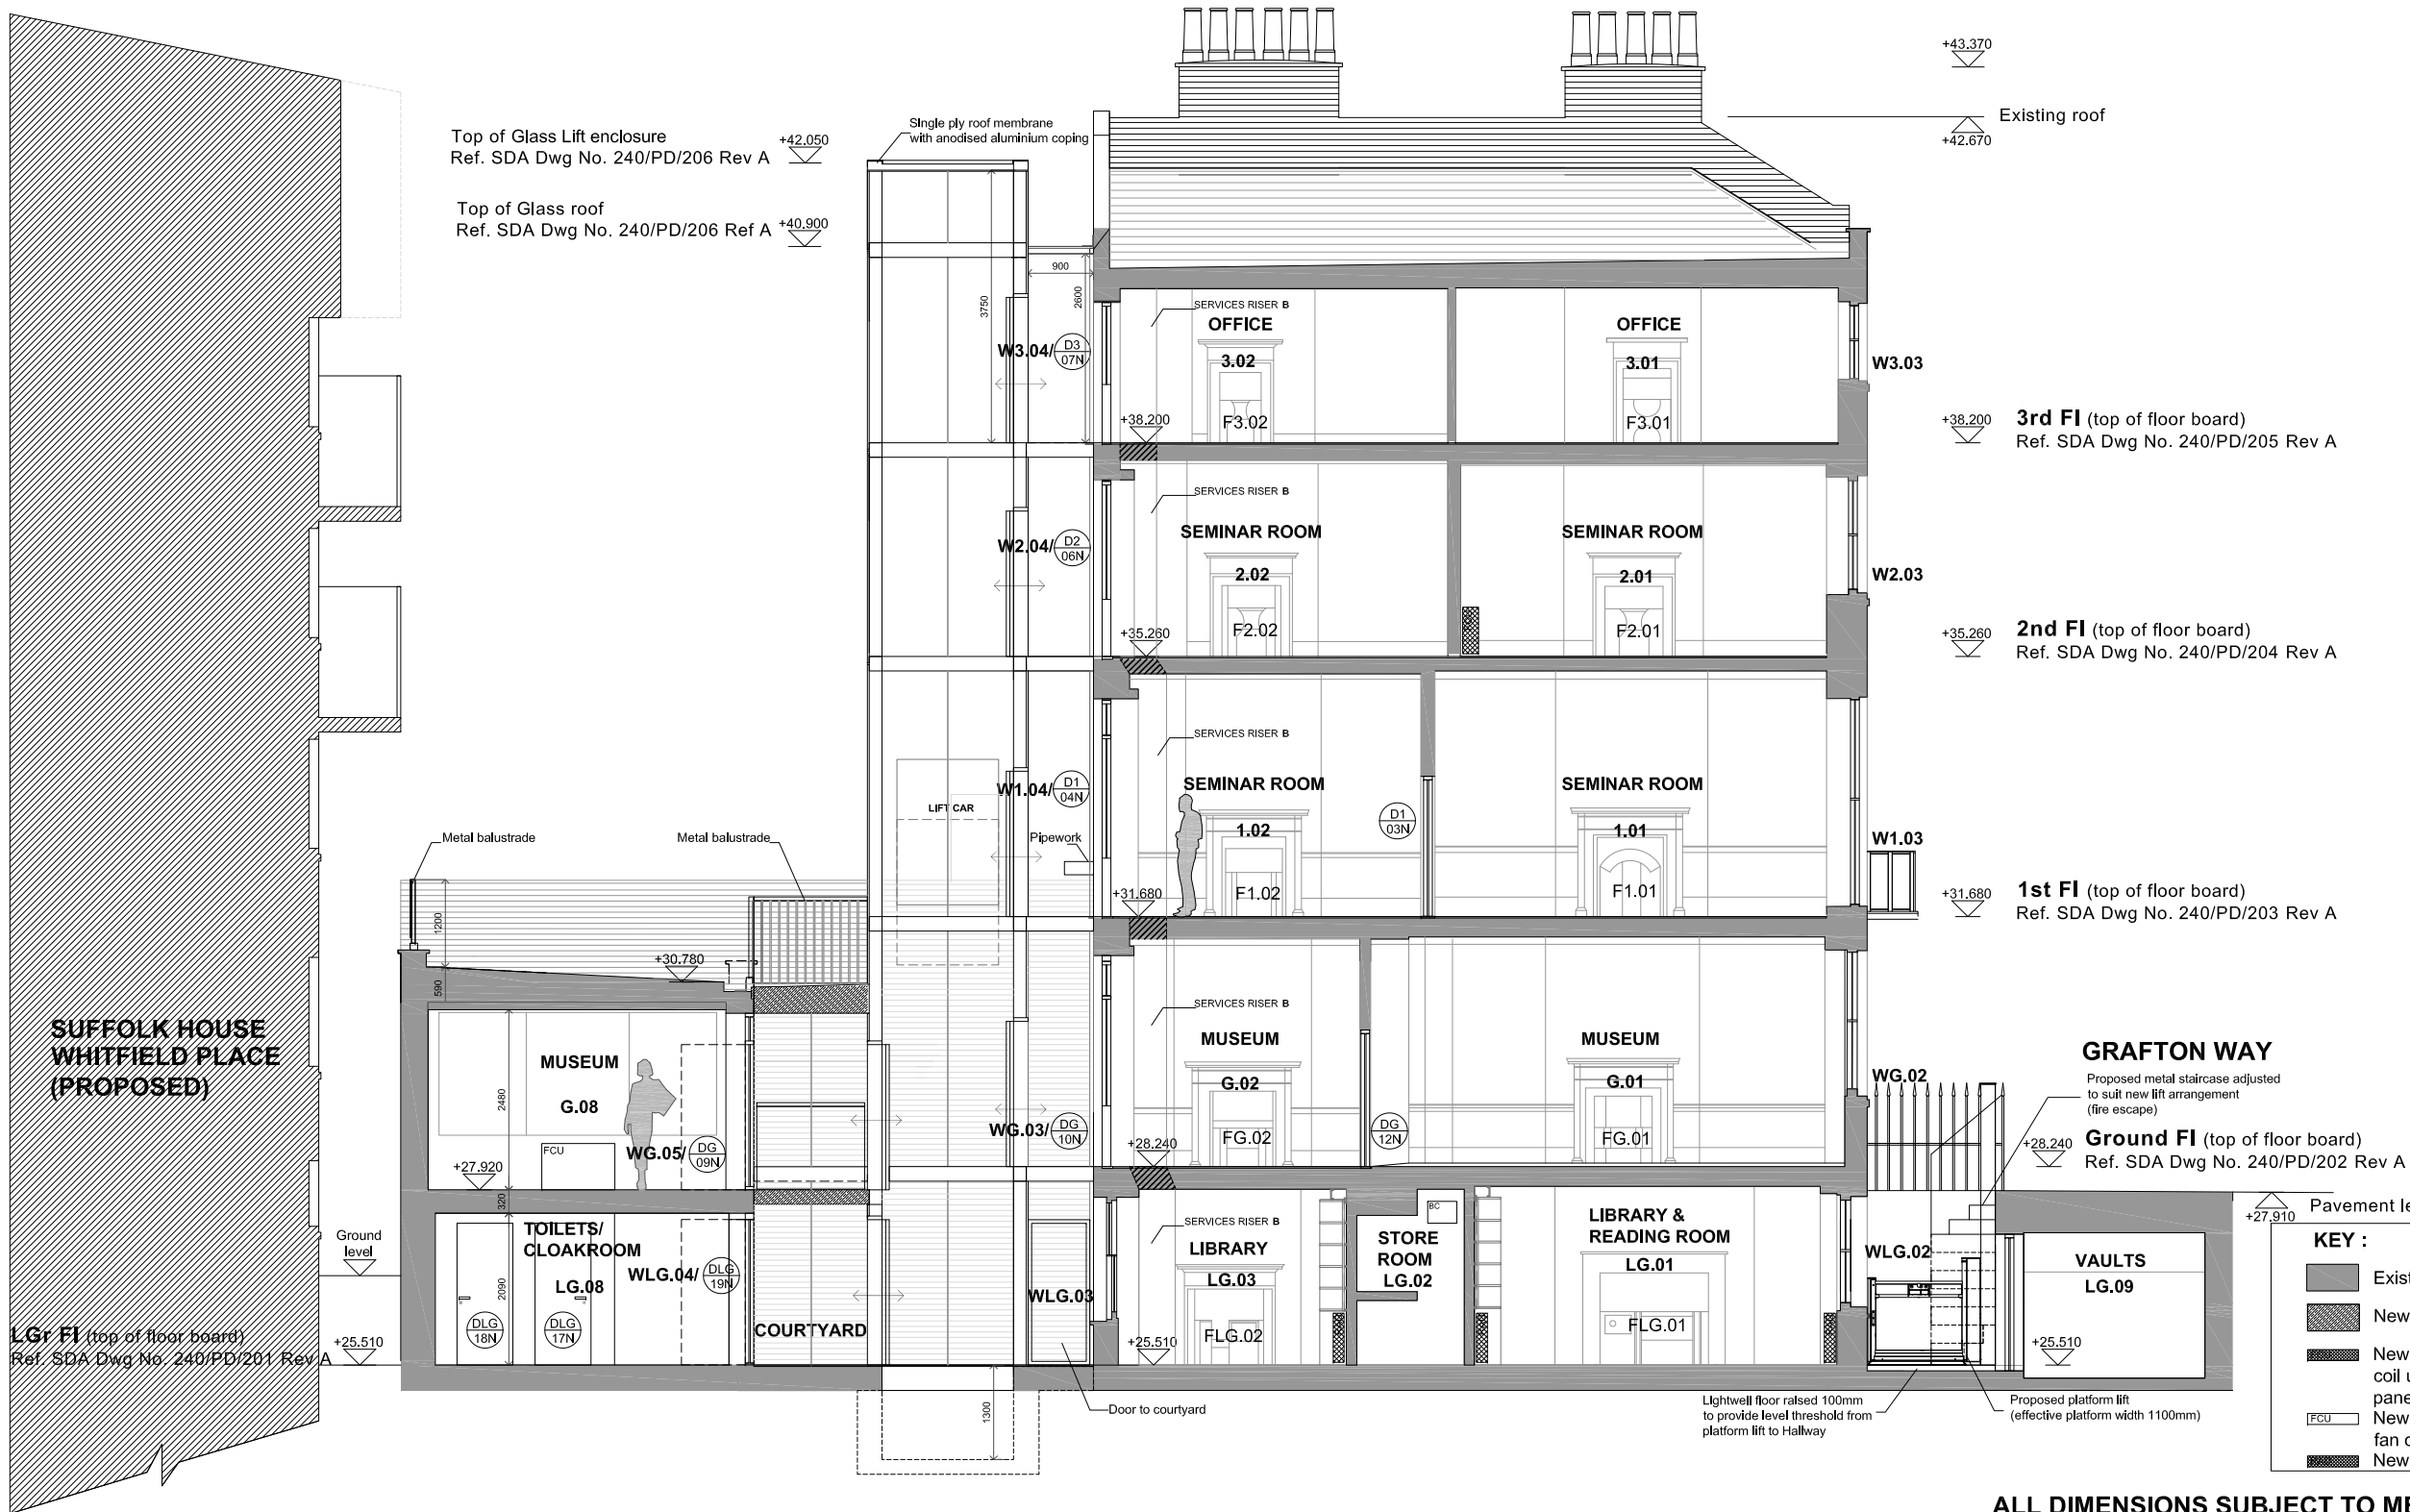 +43.370
Existing roof
+42.670
Top of Glass Lift enclosure
Ref. SDA Dwg No. 240/PD/206 Rev A
+42.050
Single ply roof membrane
with anodised aluminium coping
Top of Glass roof
Ref. SDA Dwg No. 240/PD/206 Ref A
+40.900
900
3750
2600
SERVICES RISER B
OFFICE
3.02
F3.02
OFFICE
3.01
F3.01
W3.04/
D3
07N
W3.03
+38.200
+38.200
3rd Fl (top of floor board)
Ref. SDA Dwg No. 240/PD/205 Rev A
SERVICES RISER B
SEMINAR ROOM
2.02
F2.02
SEMINAR ROOM
2.01
F2.01
W2.04/
D2
06N
W2.03
+35.260
+35.260
2nd Fl (top of floor board)
Ref. SDA Dwg No. 240/PD/204 Rev A
SERVICES RISER B
SEMINAR ROOM
1.02
F1.02
D1
03N
SEMINAR ROOM
1.01
F1.01
LIFT CAR
W1.04/
D1
04N
Pipework
W1.03
+31.680
+31.680
1st Fl (top of floor board)
Ref. SDA Dwg No. 240/PD/203 Rev A
Metal balustrade
Metal balustrade
1200
590
+30.780
SUFFOLK HOUSE
WHITFIELD PLACE
(PROPOSED)
MUSEUM
G.08
2480
FCU
+27.920
WG.05/
DG
09N
WG.03/
DG
10N
SERVICES RISER B
MUSEUM
G.02
FG.02
+28.240
DG
12N
MUSEUM
G.01
FG.01
WG.02
GRAFTON WAY
Proposed metal staircase adjusted
to suit new lift arrangement
(fire escape)
+28.240
Ground Fl (top of floor board)
Ref. SDA Dwg No. 240/PD/202 Rev A
+27.910
Pavement le
320
Ground
level
TOILETS/
CLOAKROOM
LG.08
2090
DLG
18N
DLG
17N
WLG.04/
DLG
19N
COURTYARD
WLG.03
SERVICES RISER B
LIBRARY
LG.03
FLG.02
+25.510
STORE
ROOM
LG.02
BC
LIBRARY &
READING ROOM
LG.01
FLG.01
WLG.02
VAULTS
LG.09
+25.510
LGr Fl (top of floor board)
Ref. SDA Dwg No. 240/PD/201 Rev A
+25.510
1300
Door to courtyard
Lightwell floor raised 100mm
to provide level threshold from
platform lift to Hallway
Proposed platform lift
(effective platform width 1100mm)
KEY :
Exist
New
New
coil u
pane
FCU
New
fan c
New
ALL DIMENSIONS SUBJECT TO ME